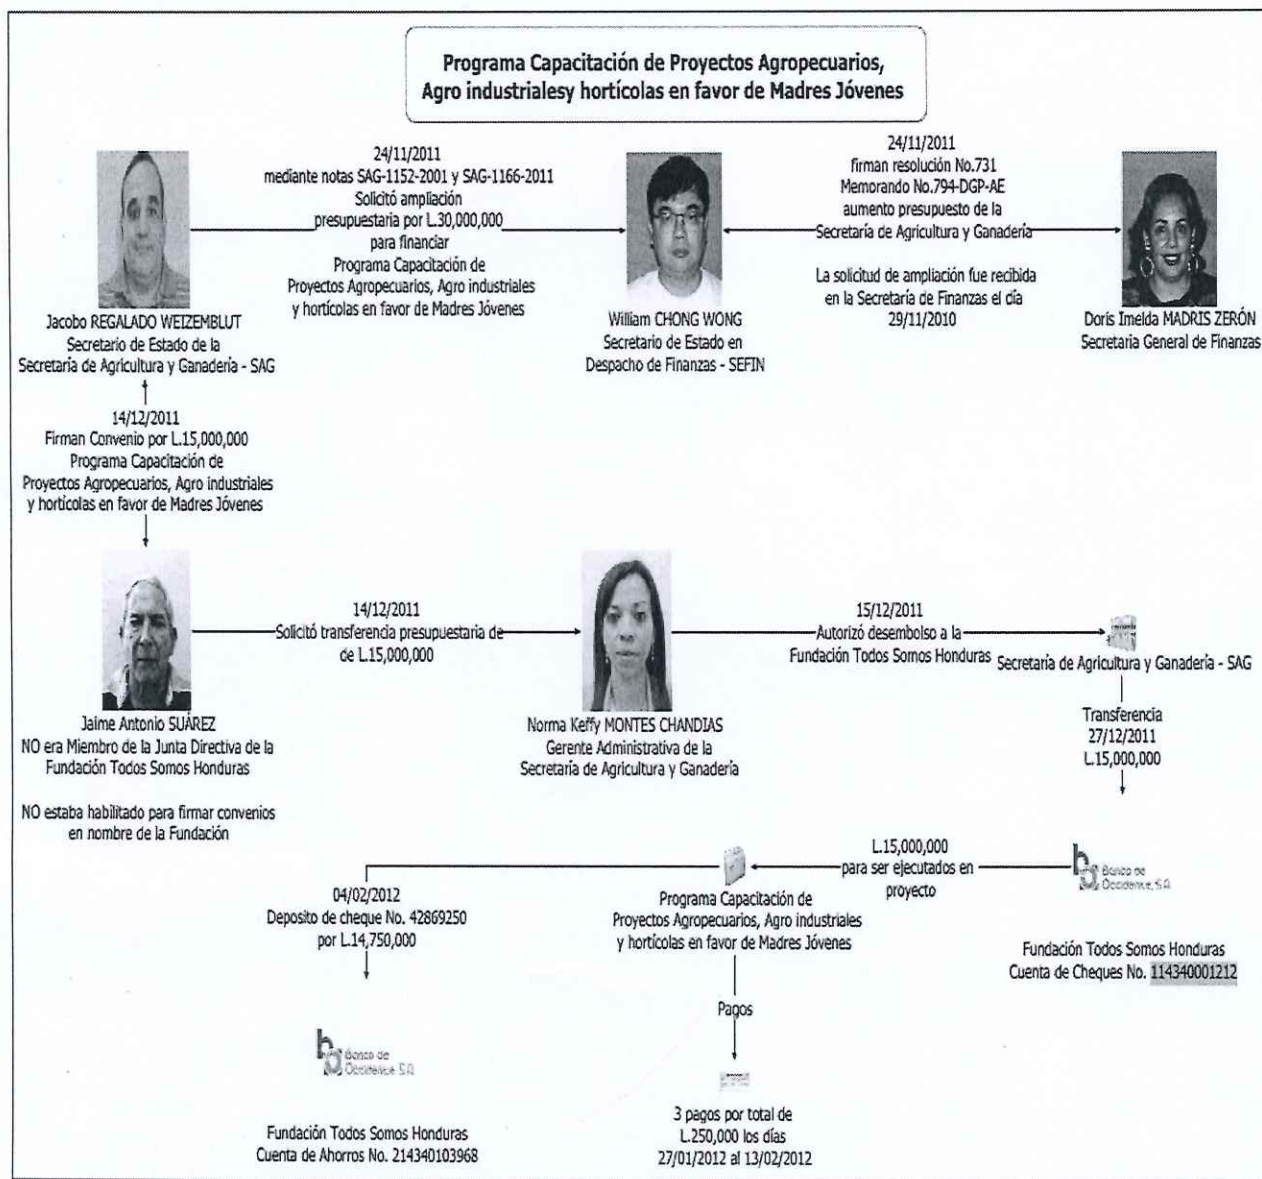 Programa Capacitación de Proyectos Agropecuarios,
Agro industrialesy hortícolas en favor de Madres Jóvenes
24/11/2011
mediante notas SAG-1152-2001 y SAG-1166-2011
Solicitó ampliación
presupuestaria por L.30,000,000
para financiar
Programa Capacitación de
Proyectos Agropecuarios, Agro industriales
y hortícolas en favor de Madres Jóvenes
24/11/2011
firman resolución No.731
Memorando No.794-DGP-AE
aumento presupuesto de la
Secretaría de Agricultura y Ganadería
La solicitud de ampliación fue recibida
en la Secretaría de Finanzas el día
29/11/2010
Jacobo REGALADO WEIZEMBLUT
Secretario de Estado de la
Secretaría de Agricultura y Ganadería - SAG
William CHONG WONG
Secretario de Estado en
Despacho de Finanzas - SEFIN
Doris Imelda MADRIS ZERÓN
Secretaria General de Finanzas
14/12/2011
Firman Convenio por L.15,000,000
Programa Capacitación de
Proyectos Agropecuarios, Agro industriales
y hortícolas en favor de Madres Jóvenes
14/12/2011
Solicitó transferencia presupuestaria de
de L.15,000,000
15/12/2011
Autorizó desembolso a la
Fundación Todos Somos Honduras
Secretaría de Agricultura y Ganadería - SAG
Jaime Antonio SUÁREZ
NO era Miembro de la Junta Directiva de la
Fundación Todos Somos Honduras
NO estaba habilitado para firmar convenios
en nombre de la Fundación
Norma Keffy MONTES CHANDIAS
Gerente Administrativa de la
Secretaría de Agricultura y Ganadería
Transferencia
27/12/2011
L.15,000,000
L.15,000,000
para ser ejecutados en
proyecto
Banco de
Occidente, S.A.
Fundación Todos Somos Honduras
Cuenta de Cheques No. 114340001212
Programa Capacitación de
Proyectos Agropecuarios, Agro industriales
y hortícolas en favor de Madres Jóvenes
04/02/2012
Deposito de cheque No. 42869250
por L.14,750,000
Banco de
Occidente, S.A.
Fundación Todos Somos Honduras
Cuenta de Ahorros No. 214340103968
Pagos
3 pagos por total de
L.250,000 los días
27/01/2012 al 13/02/2012